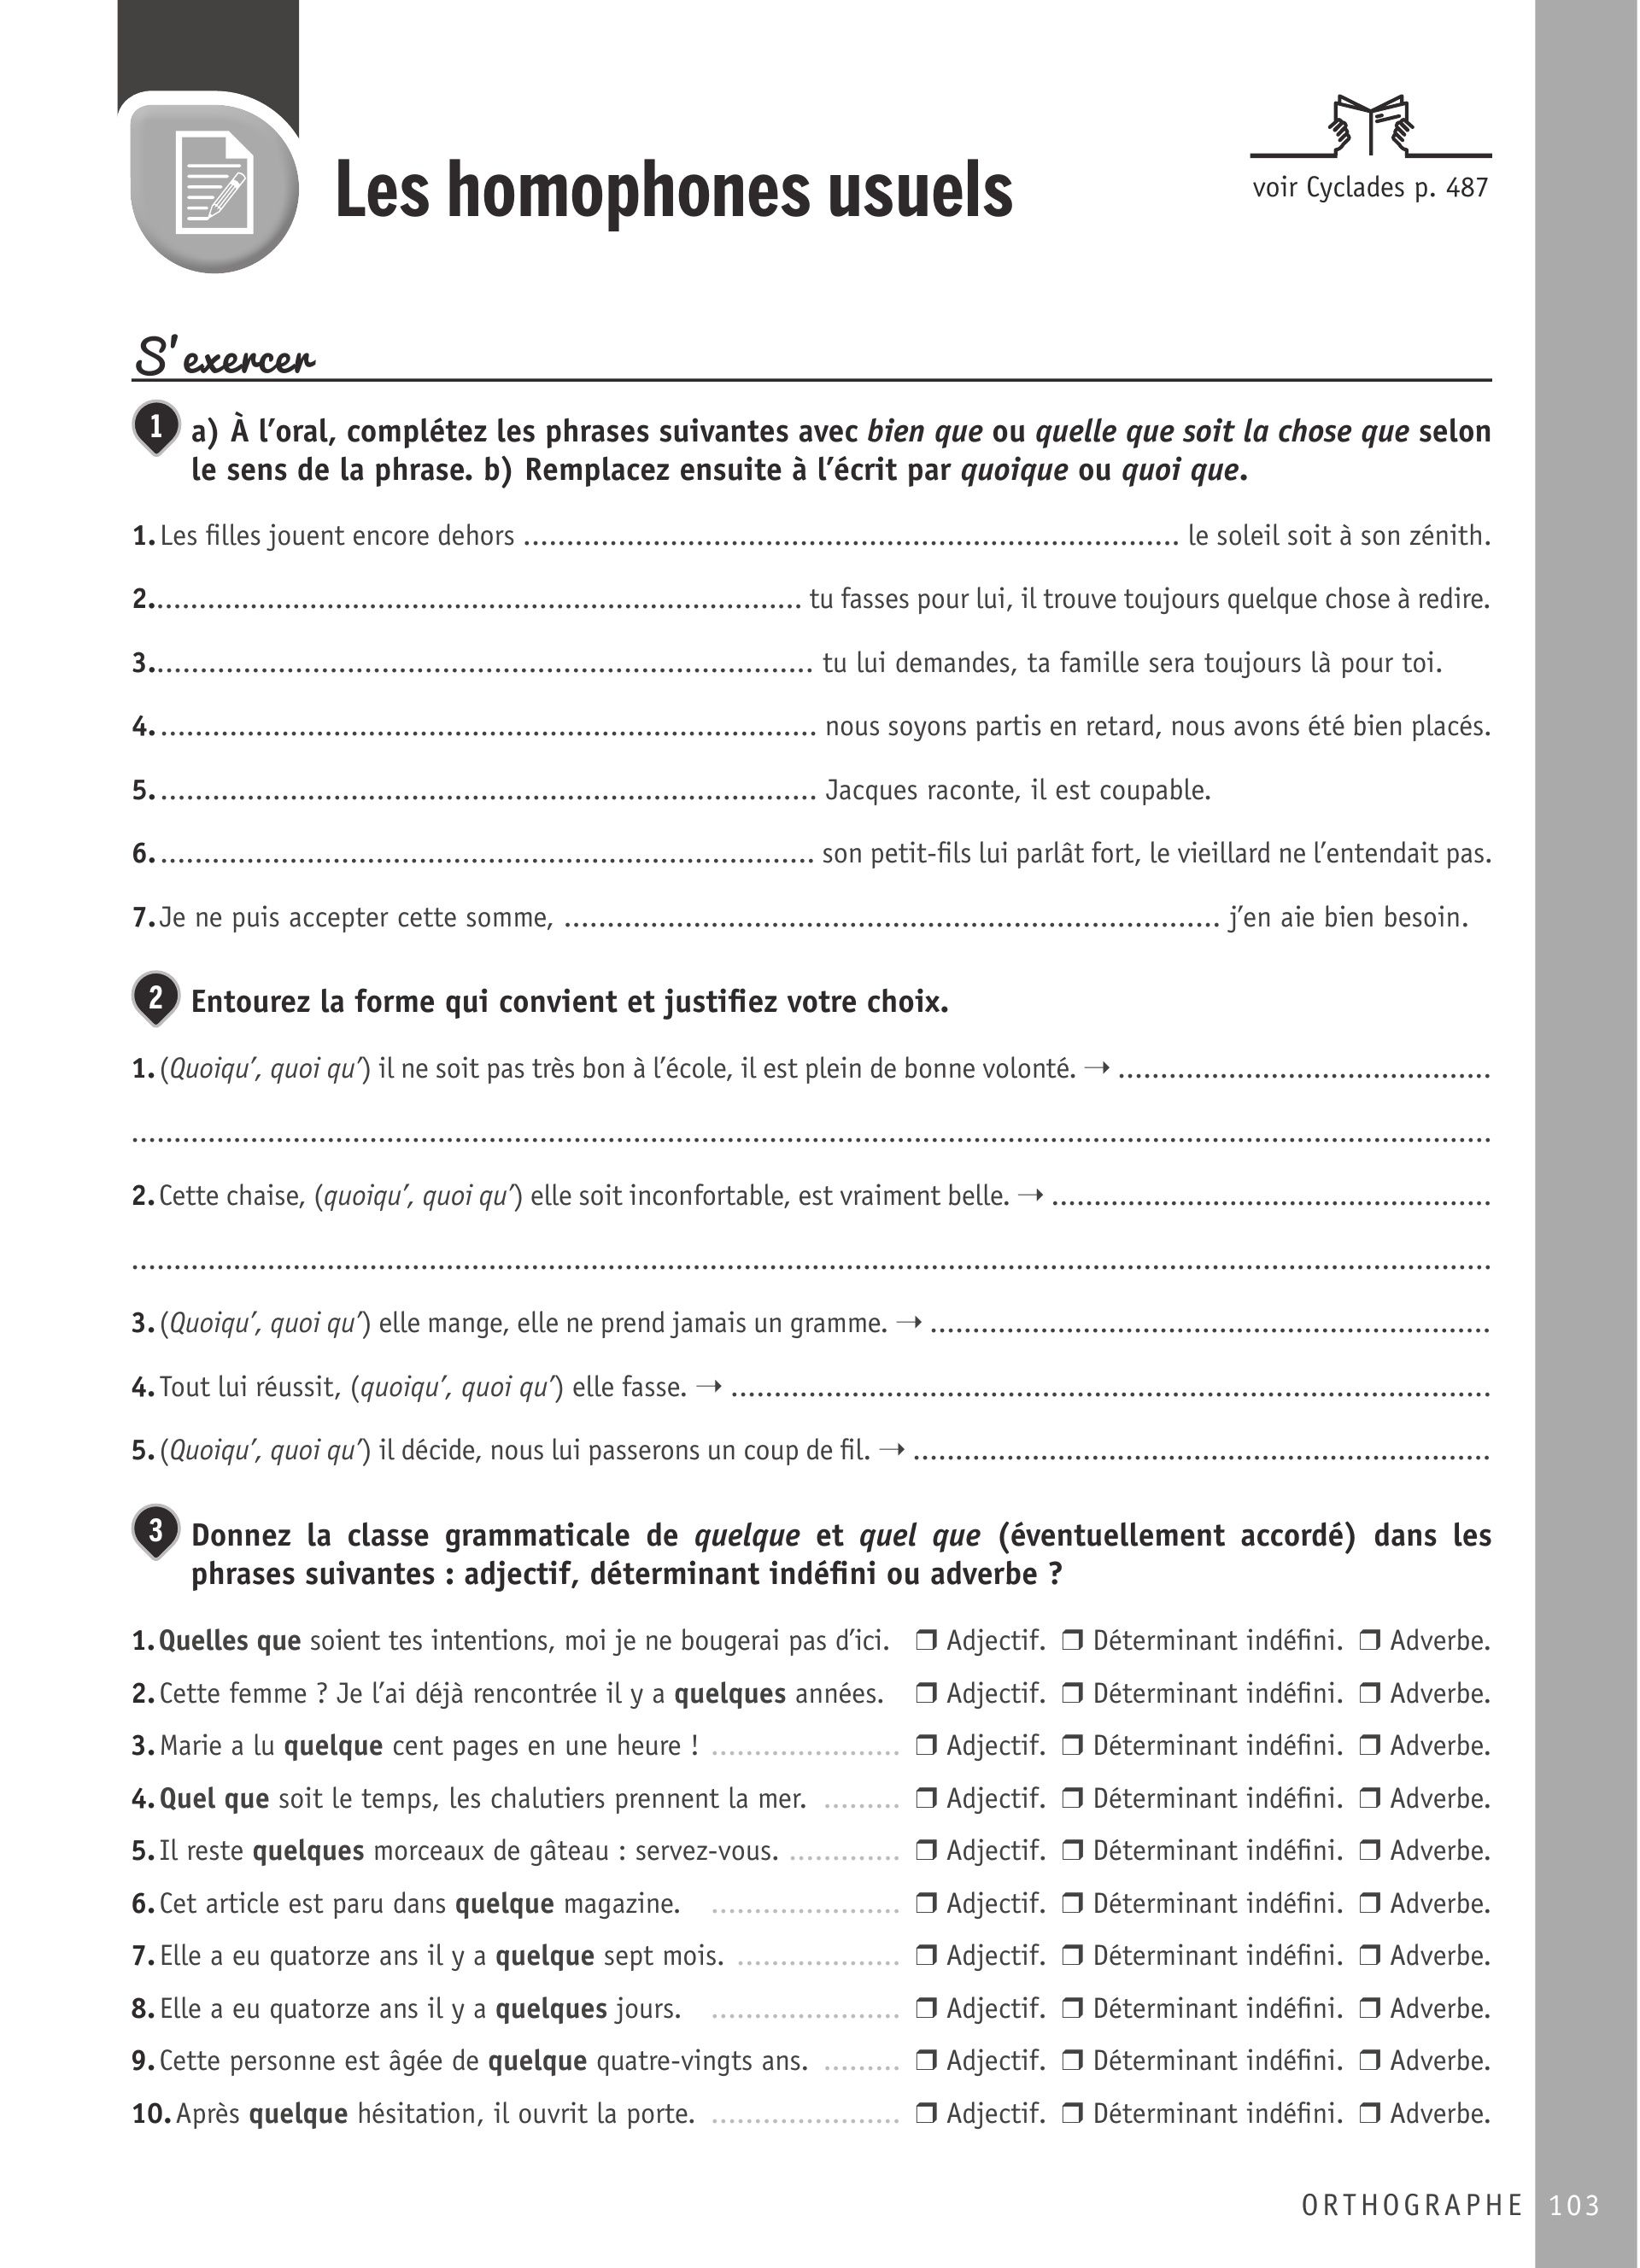 Les homophones usuels
voir Cyclades p. 487
S'exercer
1 a) À l'oral, complétez les phrases suivantes avec bien que ou quelle que soit la chose que selon
le sens de la phrase. b) Remplacez ensuite à l'écrit par quoique ou quoi que.
1. Les filles jouent encore dehors ............................................................................ le soleil soit à son zénith.
2. ............................................................................ tu fasses pour lui, il trouve toujours quelque chose à redire.
3. ............................................................................ tu lui demandes, ta famille sera toujours là pour toi.
4. ............................................................................ nous soyons partis en retard, nous avons été bien placés.
5. ............................................................................ Jacques raconte, il est coupable.
6. ............................................................................ son petit-fils lui parlât fort, le vieillard ne l'entendait pas.
7. Je ne puis accepter cette somme, ............................................................................ j'en aie bien besoin.
2 Entourez la forme qui convient et justifiez votre choix.
1. (Quoiqu', quoi qu') il ne soit pas très bon à l'école, il est plein de bonne volonté. → ............................................
................................................................................................................................................................
2. Cette chaise, (quoiqu', quoi qu') elle soit inconfortable, est vraiment belle. → ....................................................
................................................................................................................................................................
3. (Quoiqu', quoi qu') elle mange, elle ne prend jamais un gramme. → ..................................................................
4. Tout lui réussit, (quoiqu', quoi qu') elle fasse. → ..........................................................................................
5. (Quoiqu', quoi qu') il décide, nous lui passerons un coup de fil. → ....................................................................
3 Donnez la classe grammaticale de quelque et quel que (éventuellement accordé) dans les
phrases suivantes : adjectif, déterminant indéfini ou adverbe ?
1. Quelles que soient tes intentions, moi je ne bougerai pas d'ici. ❒ Adjectif. ❒ Déterminant indéfini. ❒ Adverbe.
2. Cette femme ? Je l'ai déjà rencontrée il y a quelques années. ❒ Adjectif. ❒ Déterminant indéfini. ❒ Adverbe.
3. Marie a lu quelque cent pages en une heure ! ...................... ❒ Adjectif. ❒ Déterminant indéfini. ❒ Adverbe.
4. Quel que soit le temps, les chalutiers prennent la mer. ......... ❒ Adjectif. ❒ Déterminant indéfini. ❒ Adverbe.
5. Il reste quelques morceaux de gâteau : servez-vous. ............. ❒ Adjectif. ❒ Déterminant indéfini. ❒ Adverbe.
6. Cet article est paru dans quelque magazine. ...................... ❒ Adjectif. ❒ Déterminant indéfini. ❒ Adverbe.
7. Elle a eu quatorze ans il y a quelque sept mois. ................... ❒ Adjectif. ❒ Déterminant indéfini. ❒ Adverbe.
8. Elle a eu quatorze ans il y a quelques jours. ...................... ❒ Adjectif. ❒ Déterminant indéfini. ❒ Adverbe.
9. Cette personne est âgée de quelque quatre-vingts ans. ......... ❒ Adjectif. ❒ Déterminant indéfini. ❒ Adverbe.
10. Après quelque hésitation, il ouvrit la porte. ...................... ❒ Adjectif. ❒ Déterminant indéfini. ❒ Adverbe.
ORTHOGRAPHE 103